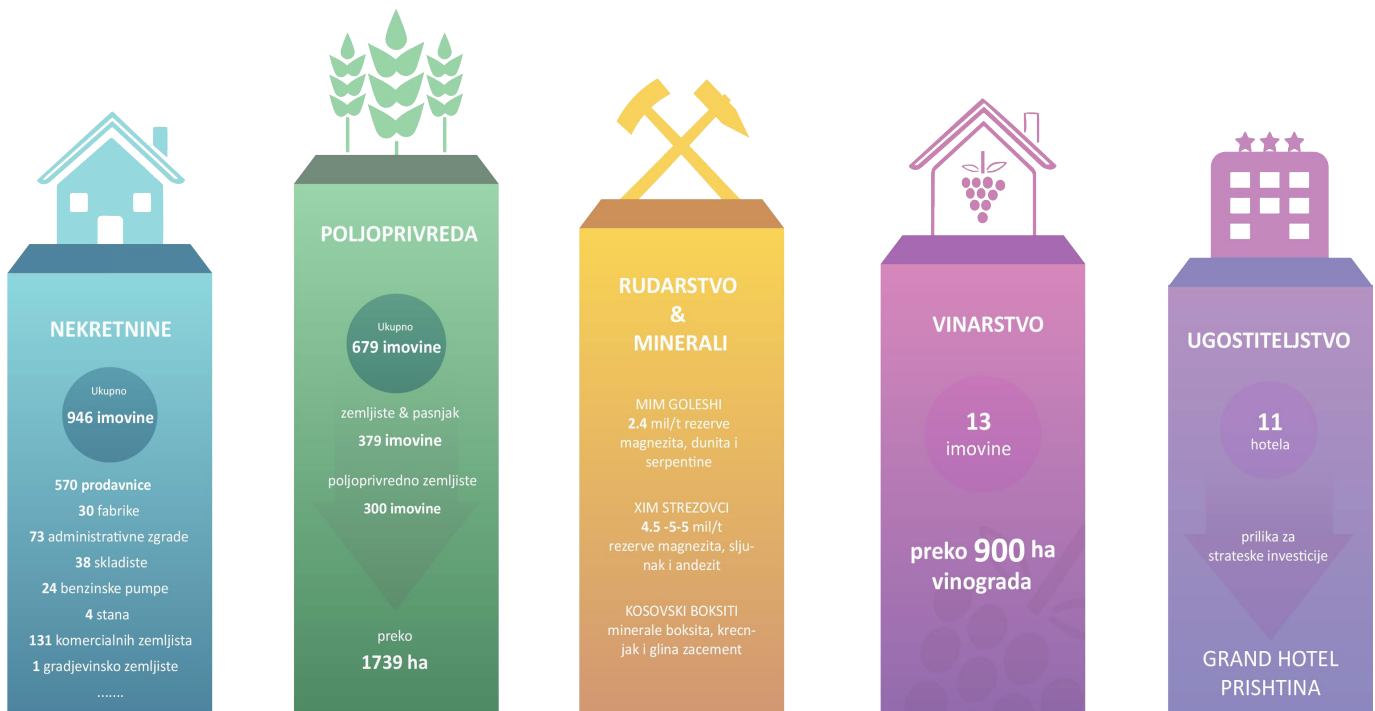 NEKRETNINE
Ukupno
946 imovine
570 prodavnice
30 fabrike
73 administrativne zgrade
38 skladiste
24 benzinske pumpe
4 stana
131 komercialnih zemljista
1 gradjevinsko zemljiste
.......
POLJOPRIVREDA
Ukupno
679 imovine
zemljiste & pasnjak
379 imovine
poljoprivredno zemljiste
300 imovine
preko
1739 ha
RUDARSTVO
&
MINERALI
MIM GOLESHI
2.4 mil/t rezerve
magnezita, dunita i
serpentine
XIM STREZOVCI
4.5 -5-5 mil/t
rezerve magnezita, slju-
nak i andezit
KOSOVSKI BOKSITI
minerale boksita, krecn-
jak i glina zacement
VINARSTVO
13
imovine
preko 900 ha
vinograda
UGOSTITELJSTVO
11
hotela
prilika za
strateske investicije
GRAND HOTEL
PRISHTINA